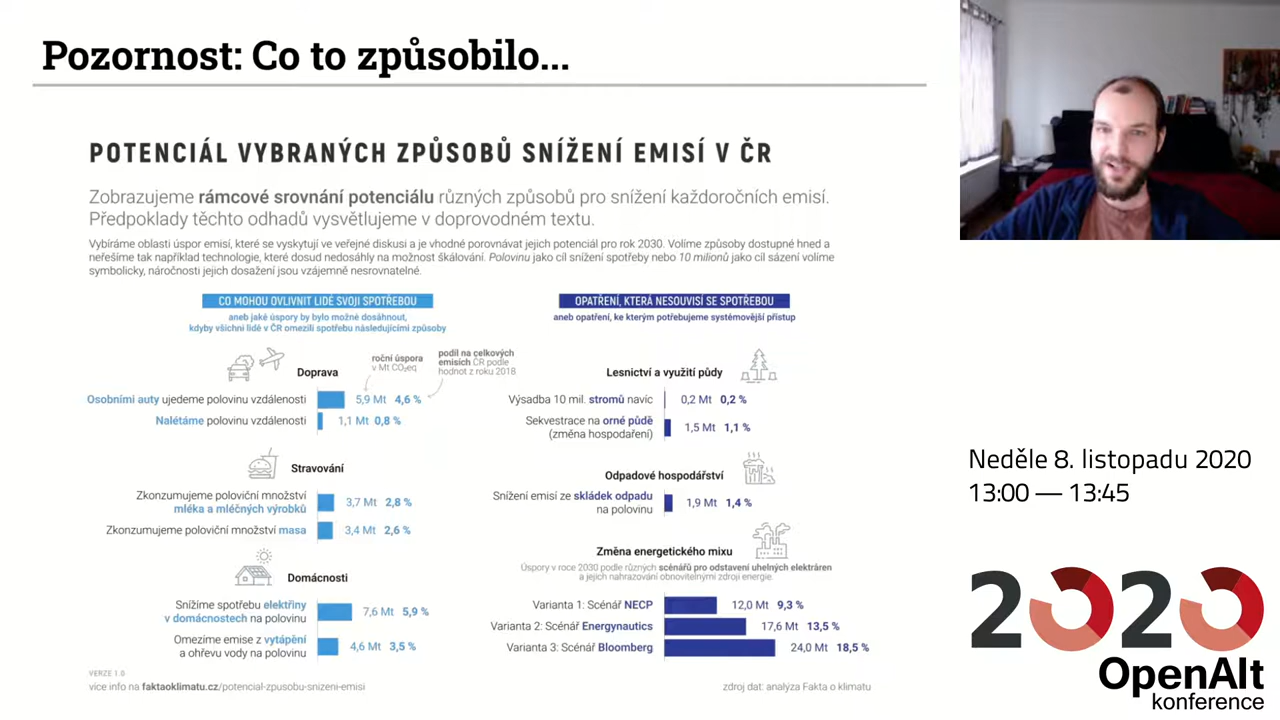 Pozornost: Co to způsobilo...
POTENCIÁL VYBRANÝCH ZPŮSOBŮ SNÍŽENÍ EMISÍ V ČR
Zobrazujeme rámcové srovnání potenciálu různých způsobů pro snížení každoročních emisí.
Předpoklady těchto odhadů vysvětlujeme v doprovodném textu.
Vybíráme oblasti úspor emisí, které se vyskytují ve veřejné diskusi a je vhodné porovnávat jejich potenciál pro rok 2030. Volíme způsoby dostupné hned a
neřešíme tak například technologie, které dosud nedosáhly na možnost škálování. Polovinu jako cíl snížení spotřeby nebo 10 milionů jako cíl sázení volíme
symbolicky, náročnosti jejich dosažení jsou vzájemně nesrovnatelné.
CO MOHOU OVLIVNIT LIDÉ SVOJI SPOTŘEBOU
aneb jaké úspory by bylo možné dosáhnout,
kdyby všichni lidé v ČR omezili spotřebu následujícími způsoby
roční úspora
v Mt CO₂eq
podíl na celkových
emisích ČR podle
hodnot z roku 2018
Doprava
Osobními auty ujedeme polovinu vzdálenosti 5,9 Mt 4,6 %
Nalétáme polovinu vzdálenosti 1,1 Mt 0,8 %
Stravování
Zkonzumujeme poloviční množství
mléka a mléčných výrobků 3,7 Mt 2,8 %
Zkonzumujeme poloviční množství masa 3,4 Mt 2,6 %
Domácnosti
Snížíme spotřebu elektřiny
v domácnostech na polovinu 7,6 Mt 5,9 %
Omezíme emise z vytápění
a ohřevu vody na polovinu 4,6 Mt 3,5 %
OPATŘENÍ, KTERÁ NESOUVISÍ SE SPOTŘEBOU
aneb opatření, ke kterým potřebujeme systémovější přístup
Lesnictví a využití půdy
Výsadba 10 mil. stromů navíc 0,2 Mt 0,2 %
Sekvestrace na orné půdě
(změna hospodaření) 1,5 Mt 1,1 %
Odpadové hospodářství
Snížení emisí ze skládek odpadu
na polovinu 1,9 Mt 1,4 %
Změna energetického mixu
Úspory v roce 2030 podle různých scénářů pro odstavení uhelných elektráren
a jejich nahrazování obnovitelnými zdroji energie.
Varianta 1: Scénář NECP 12,0 Mt 9,3 %
Varianta 2: Scénář Energynautics 17,6 Mt 13,5 %
Varianta 3: Scénář Bloomberg 24,0 Mt 18,5 %
VERZE 1.0
více info na faktaoklimatu.cz/potencial-zpusobu-snizeni-emisi
zdroj dat: analýza Fakta o klimatu
Neděle 8. listopadu 2020
13:00 — 13:45
2020
OpenAlt
konference